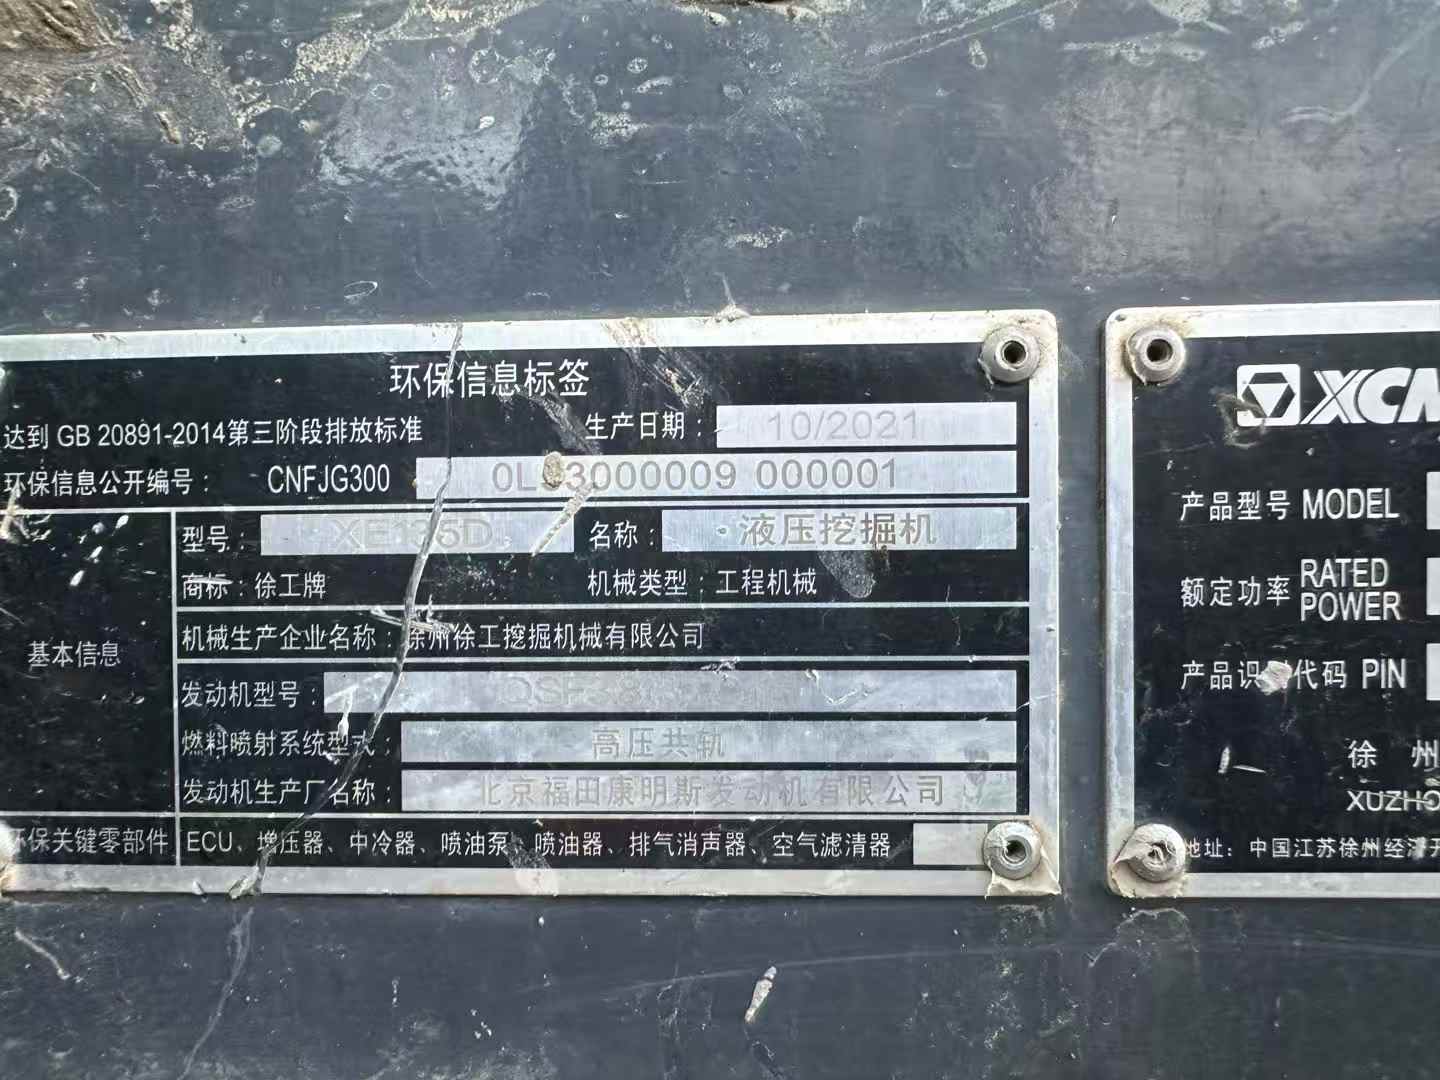 环保信息标签
达到 GB 20891-2014第三阶段排放标准 生产日期：10/2021
环保信息公开编号： CNFJG300 000009 000001
基本信息
型号：XE135D 名称：液压挖掘机
商标：徐工牌 机械类型：工程机械
机械生产企业名称：徐州徐工挖掘机械有限公司
发动机型号：
燃料喷射系统型式：高压共轨
发动机生产厂名称：北京福田康明斯发动机有限公司
环保关键零部件 ECU、增压器、中冷器、喷油泵、喷油器、排气消声器、空气滤清器
XCM
产品型号 MODEL
额定功率 RATED POWER
产品识别代码 PIN
徐 州
XUZHO
地址：中国江苏徐州经济开